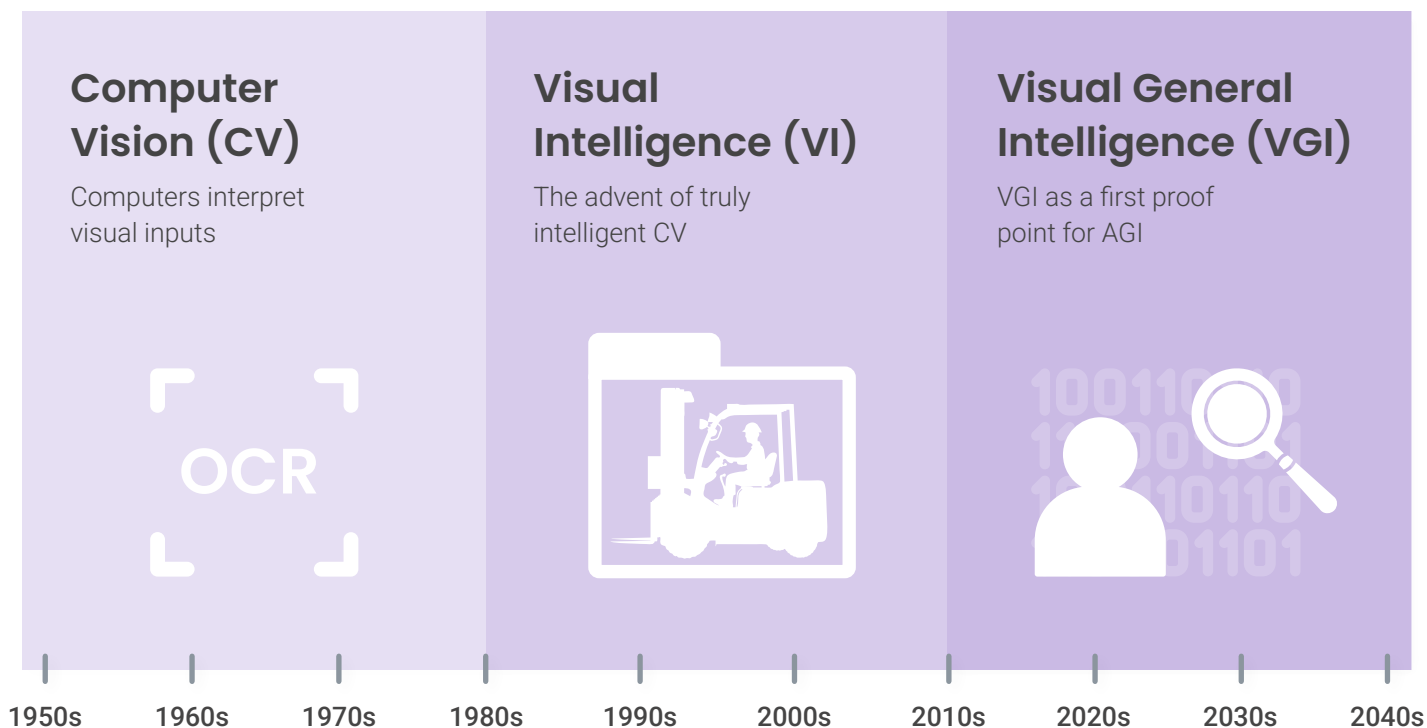 Computer
Vision (CV)
Computers interpret
visual inputs
OCR
Visual
Intelligence (VI)
The advent of truly
intelligent CV
Visual General
Intelligence (VGI)
VGI as a first proof
point for AGI
1950s 1960s 1970s 1980s 1990s 2000s 2010s 2020s 2030s 2040s